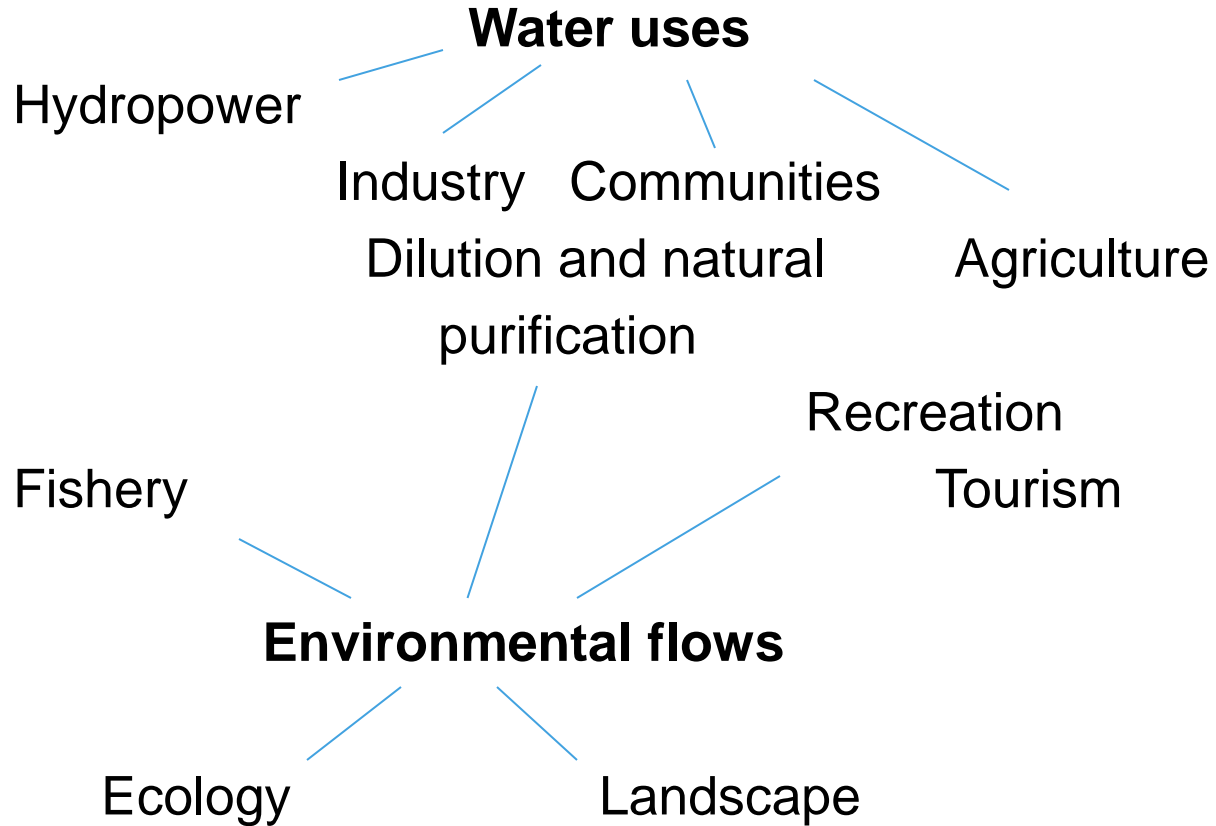 Water uses
Hydropower
Industry Communities
Dilution and natural Agriculture
purification
Recreation
Fishery Tourism
Environmental flows
Ecology Landscape